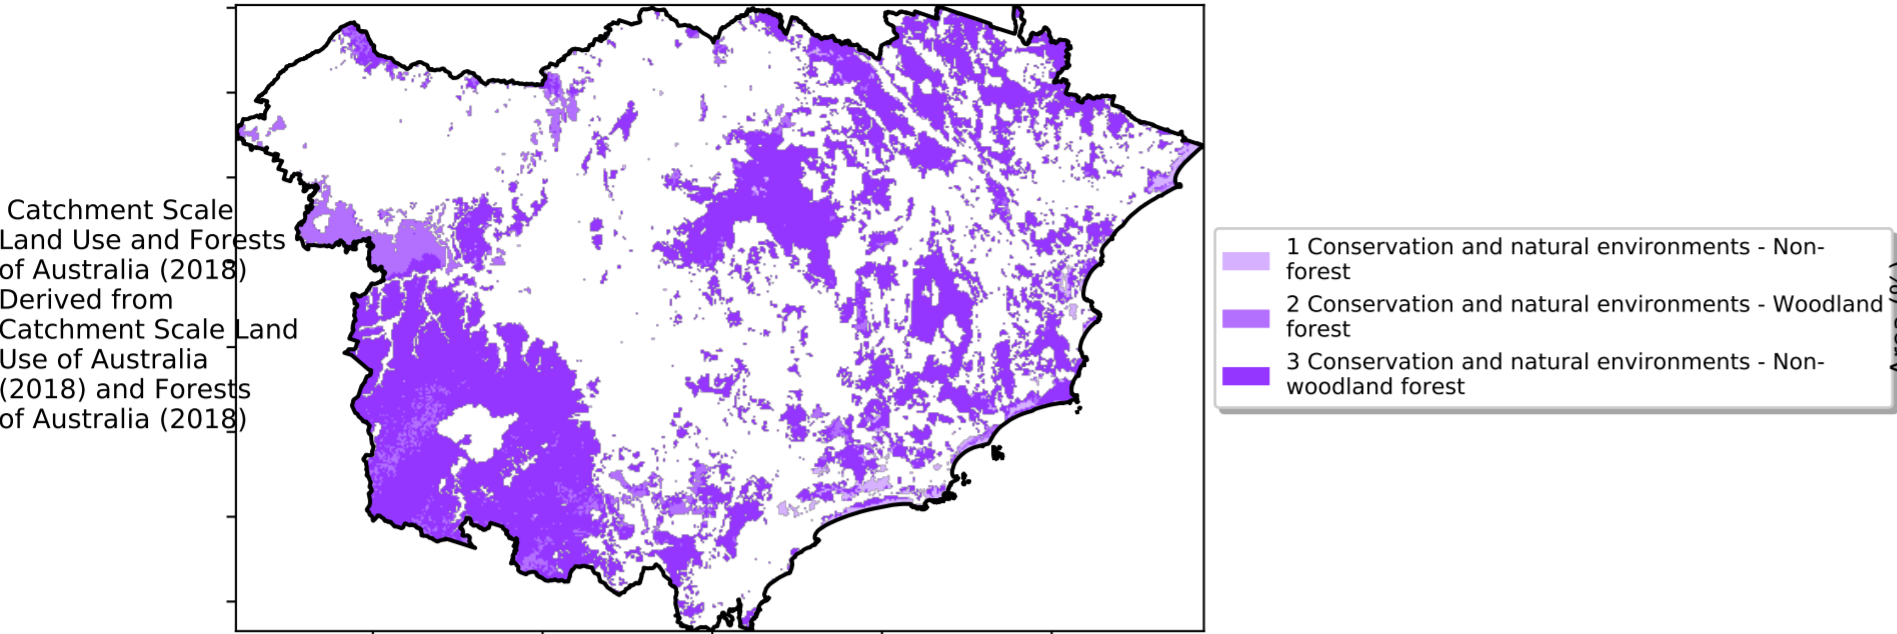 Catchment Scale
Land Use and Forests
of Australia (2018)
Derived from
Catchment Scale Land
Use of Australia
(2018) and Forests
of Australia (2018)
1 Conservation and natural environments - Non-
forest
2 Conservation and natural environments - Woodland
forest
3 Conservation and natural environments - Non-
woodland forest